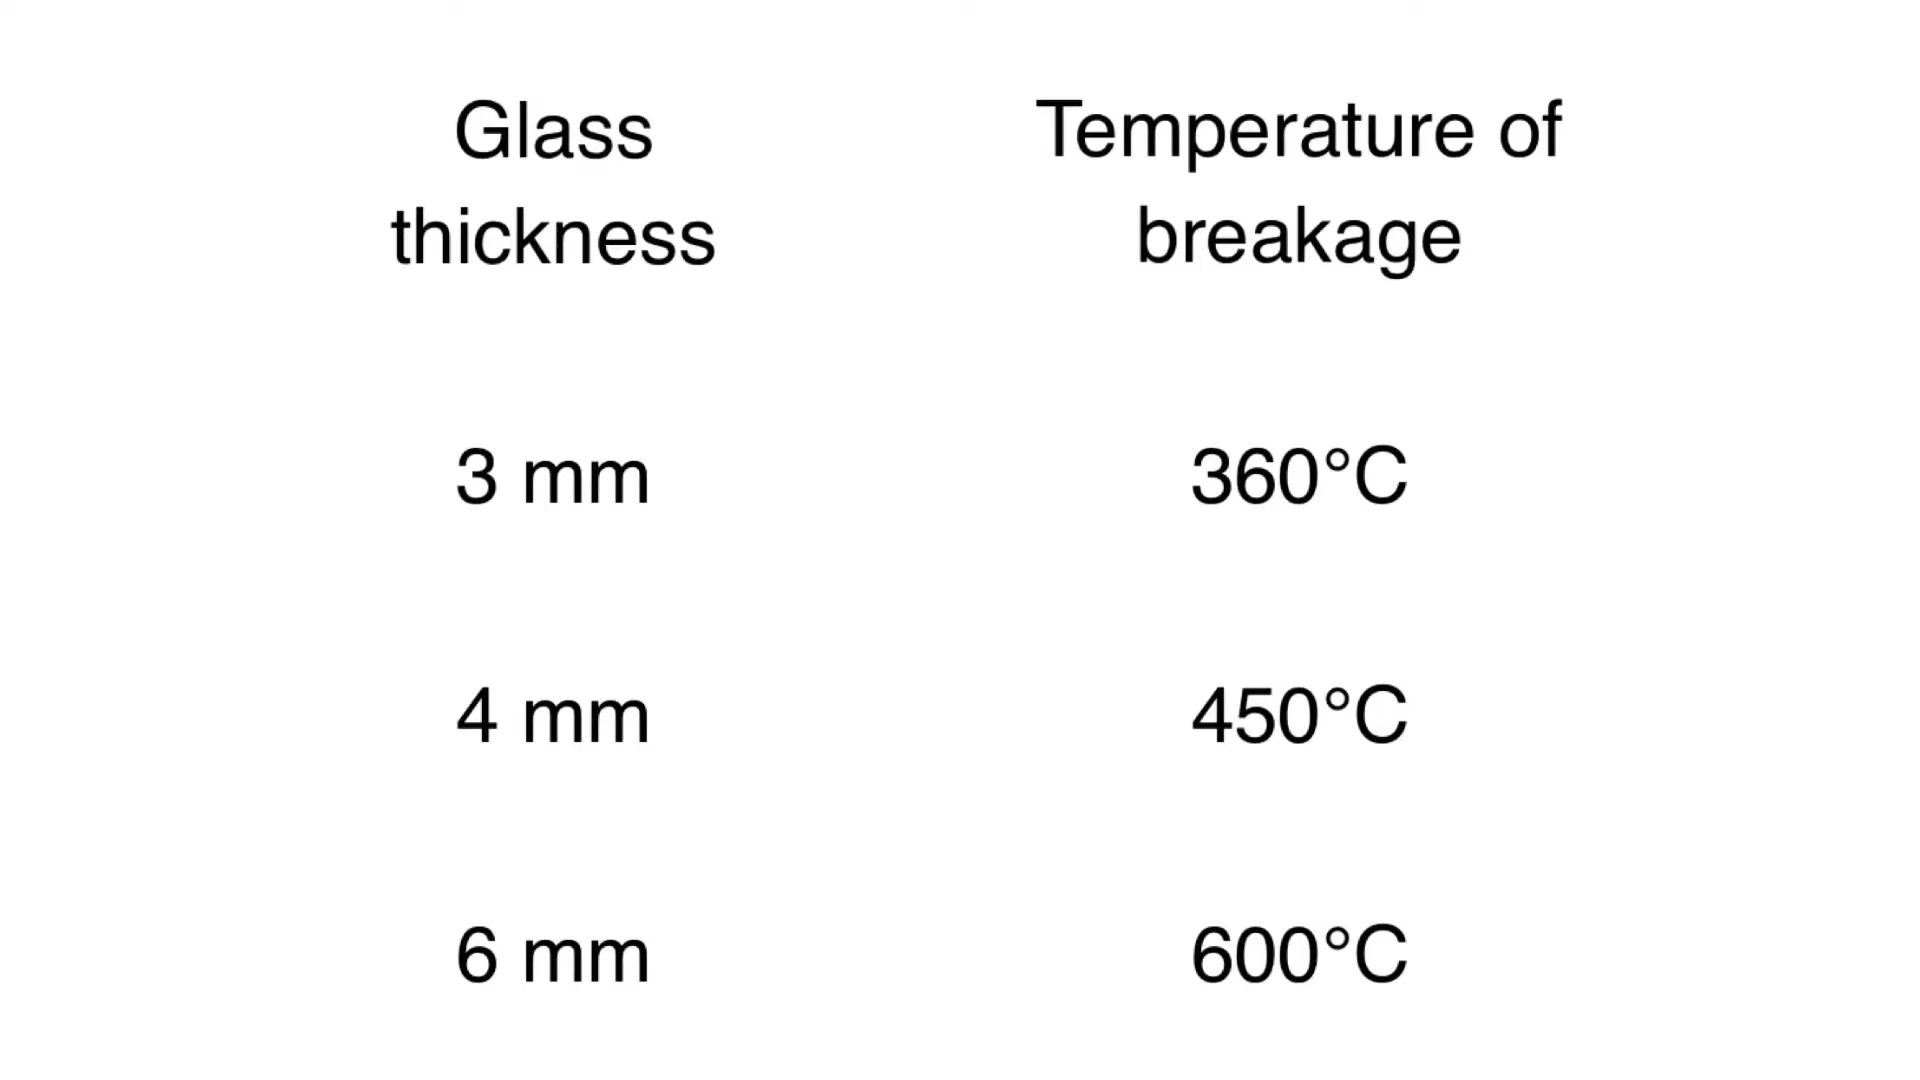 Glass Temperature of
thickness breakage
3 mm 360°C
4 mm 450°C
6 mm 600°C